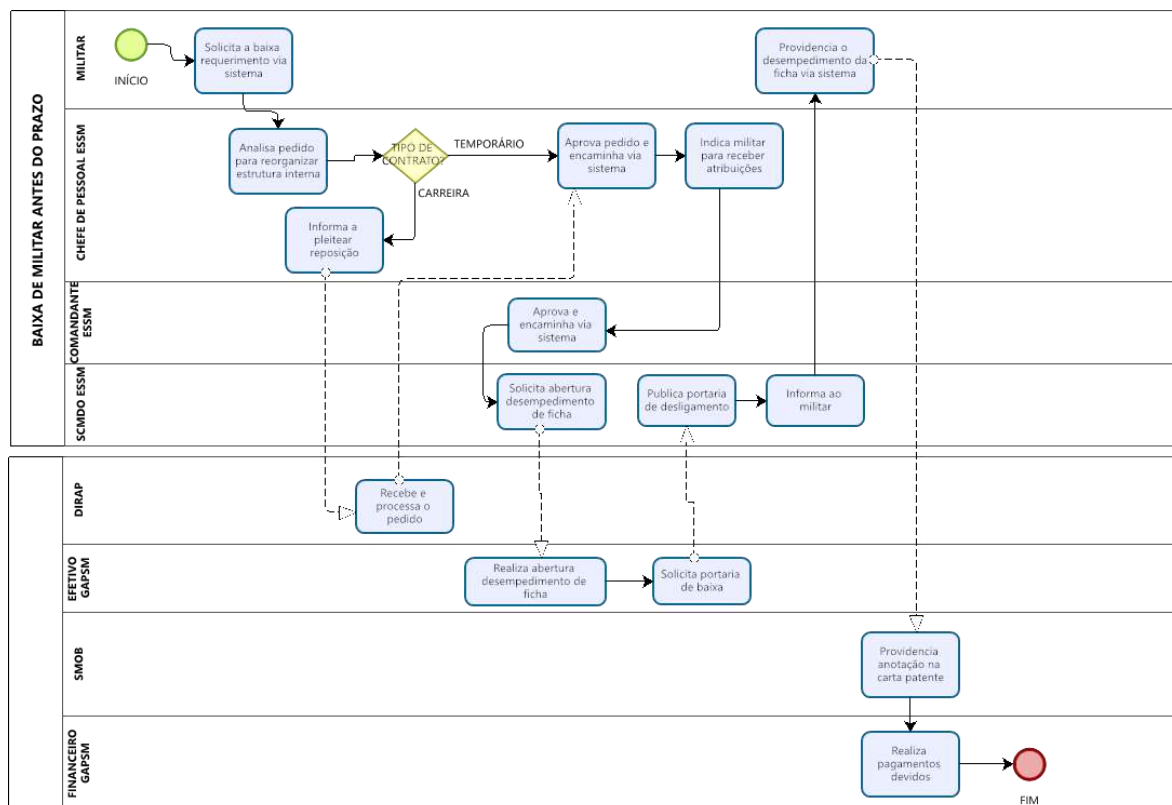 BAIXA DE MILITAR ANTES DO PRAZO
MILITAR
INÍCIO
Solicita a baixa
requerimento via
sistema
Providencia o
desempedimento da
ficha via sistema
CHEFE DE PESSOAL ESSM
Analisa pedido
para reorganizar
estrutura interna
TIPO DE
CONTRATO?
TEMPORÁRIO
CARREIRA
Aprova pedido e
encaminha via
sistema
Indica militar
para receber
atribuições
Informa a
pleitear
reposição
COMANDANTE
ESSM
Aprova e
encaminha via
sistema
SCMDO ESSM
Solicita abertura
desempedimento
de ficha
Publica portaria
de desligamento
Informa ao
militar
DIRAP
Recebe e
processa o
pedido
EFETIVO
GAPSM
Realiza abertura
desempedimento de
ficha
Solicita portaria
de baixa
SMOB
Providencia
anotação na
carta patente
FINANCEIRO
GAPSM
Realiza
pagamentos
devidos
FIM